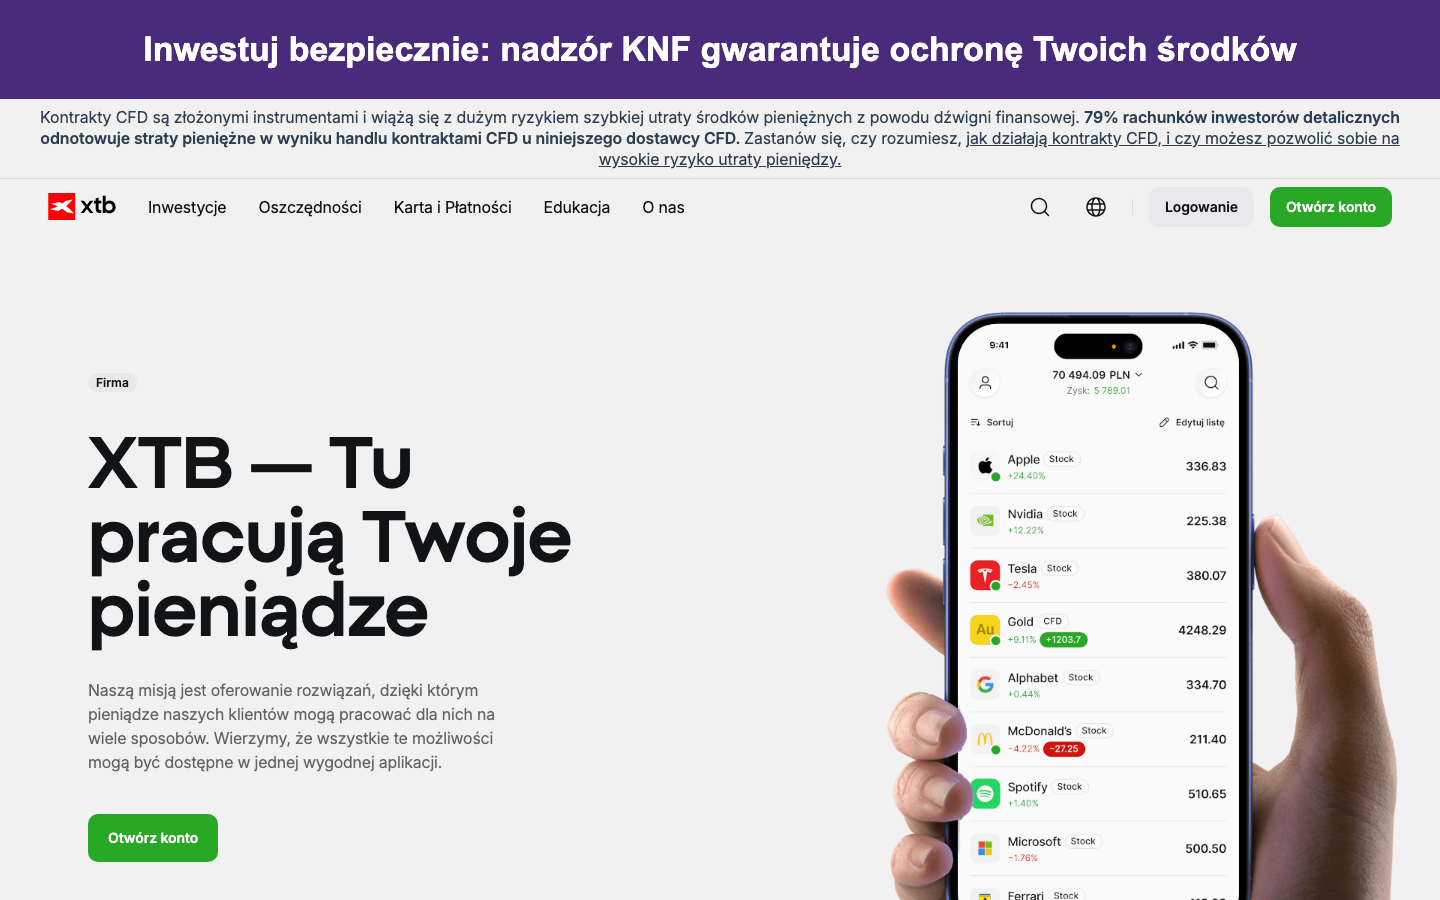 Inwestuj bezpiecznie: nadzór KNF gwarantuje ochronę Twoich środków
Kontrakty CFD są złożonymi instrumentami i wiążą się z dużym ryzykiem szybkiej utraty środków pieniężnych z powodu dźwigni finansowej. 79% rachunków inwestorów detalicznych
odnotowuje straty pieniężne w wyniku handlu kontraktami CFD u niniejszego dostawcy CFD. Zastanów się, czy rozumiesz, jak działają kontrakty CFD, i czy możesz pozwolić sobie na
wysokie ryzyko utraty pieniędzy.
xtb Inwestycje Oszczędności Karta i Płatności Edukacja O nas Logowanie Otwórz konto
Firma
XTB — Tu
pracują Twoje
pieniądze
Naszą misją jest oferowanie rozwiązań, dzięki którym
pieniądze naszych klientów mogą pracować dla nich na
wiele sposobów. Wierzymy, że wszystkie te możliwości
mogą być dostępne w jednej wygodnej aplikacji.
Otwórz konto
9:41
70 494.09 PLN
Zysk: 5 789.01
Sortuj Edytuj listę
Apple Stock 336.83
+24.40%
Nvidia Stock 225.38
+12.22%
Tesla Stock 380.07
−2.45%
Au Gold CFD 4248.29
+9.11% +1203.7
Alphabet Stock 334.70
+0.44%
McDonald's Stock 211.40
−4.22% −27.25
Spotify Stock 510.65
+1.40%
Microsoft Stock 500.50
−1.76%
Ferrari Stock